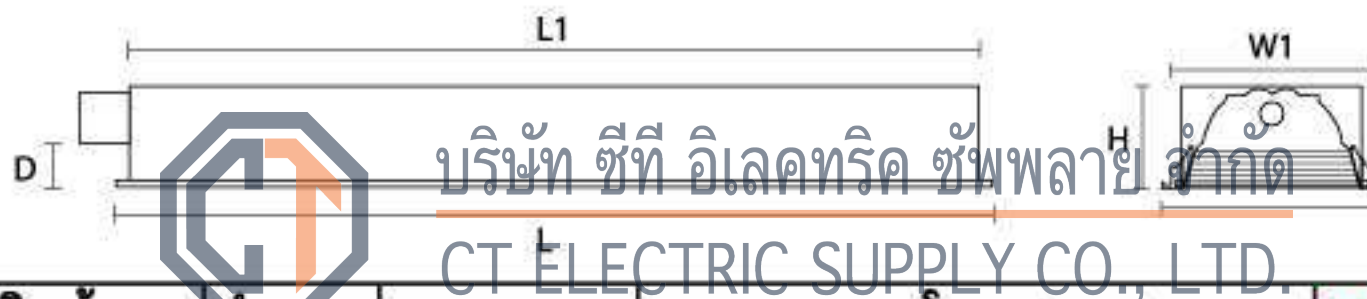 L1
W1
H
D
บริษัท ซีที อิเลคทริค ซัพพลาย จำกัด
L
CT ELECTRIC SUPPLY CO., LTD.